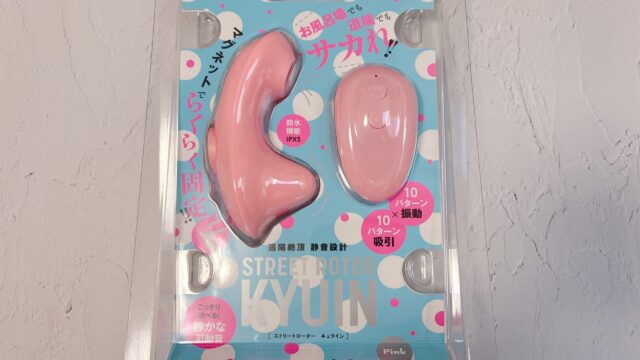 お風呂場でも
道端でも
サカれ!!
マグネットで
らくらく固定!!
防水
機能
IPX5
10
パターン
×振動
10
パターン
吸引
遠隔絶頂 静音設計
STREET ROTOR
KYUIN
[ ストリートローター キュウイン ]
こっそり
遊べる!
静かな
Pink